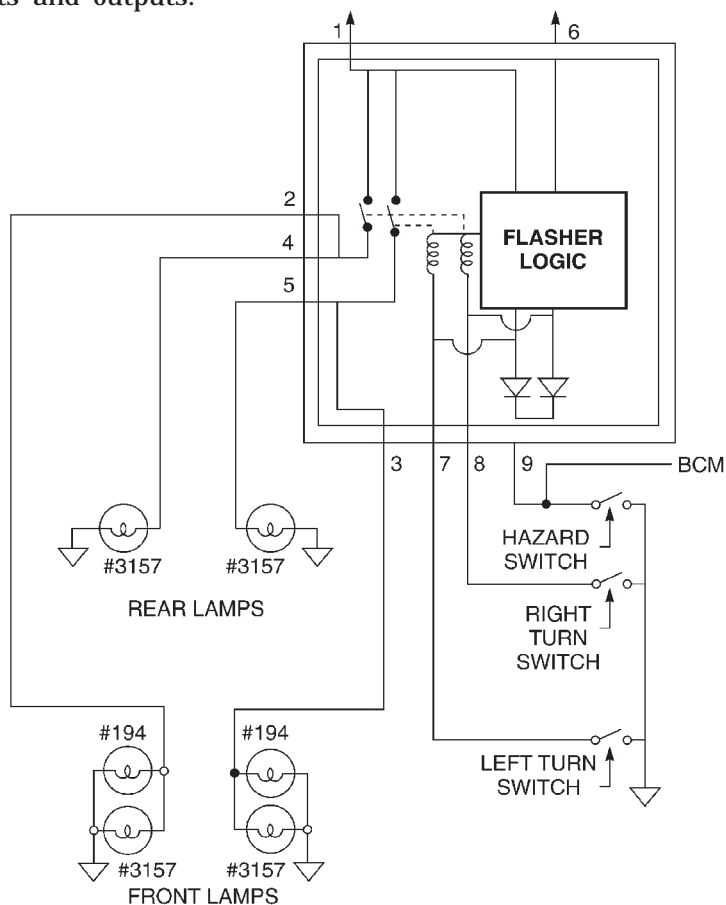 ts and outputs.
1
6
2
4
5
FLASHER
LOGIC
3
7
8
9
BCM
HAZARD
SWITCH
#3157
#3157
REAR LAMPS
RIGHT
TURN
SWITCH
#194
#194
LEFT TURN
SWITCH
#3157
#3157
FRONT LAMPS